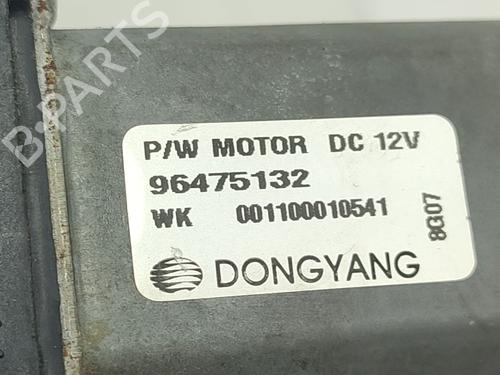 B-PARTS
P/W MOTOR DC 12V
96475132
WK 001100010541
8G07
DONGYANG